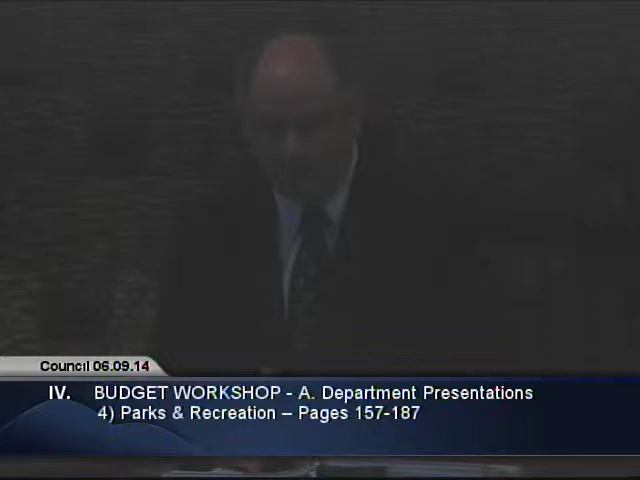 Council 06.09.14
IV. BUDGET WORKSHOP - A. Department Presentations
4) Parks & Recreation – Pages 157-187